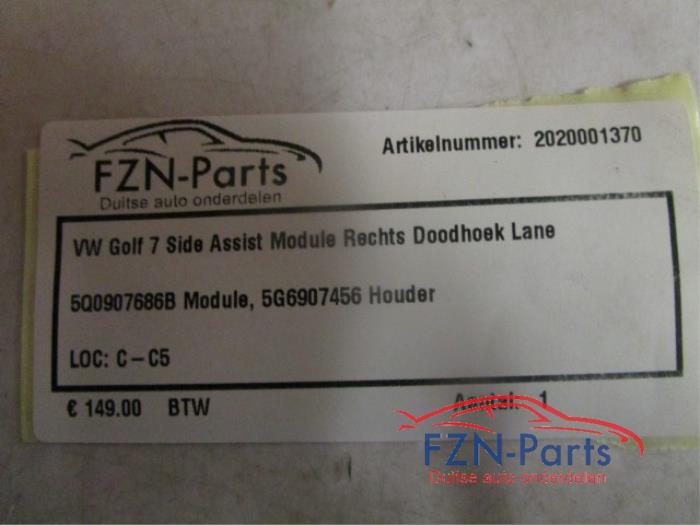 FZN-Parts
Duitse auto onderdelen
Artikelnummer: 2020001370
VW Golf 7 Side Assist Module Rechts Doodhoek Lane
5Q0907686B Module, 5G6907456 Houder
LOC: C-C5
€ 149.00 BTW
Aantal: 1
FZN-Parts
Duitse auto onderdelen